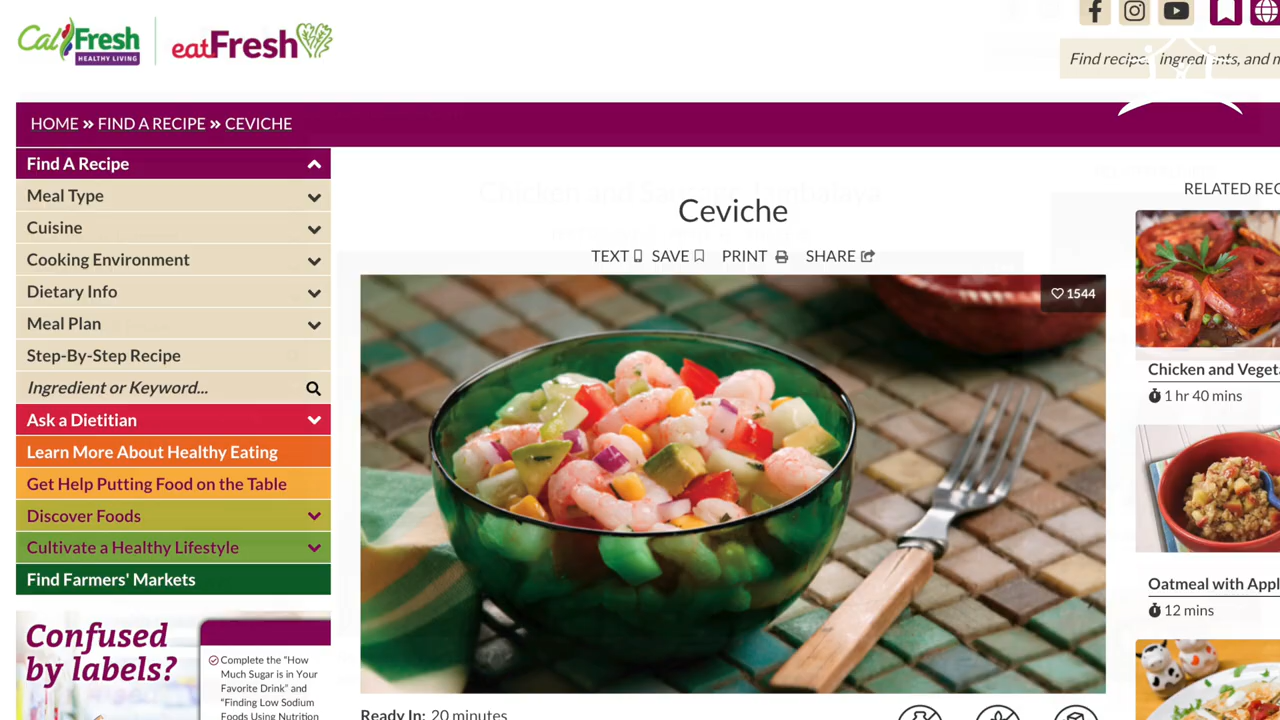 CalFresh
HEALTHY LIVING
eatFresh
Find recipe, ingredients, and m
HOME » FIND A RECIPE » CEVICHE
Find A Recipe
Meal Type
Cuisine
Cooking Environment
Dietary Info
Meal Plan
Step-By-Step Recipe
Ingredient or Keyword...
Ask a Dietitian
Learn More About Healthy Eating
Get Help Putting Food on the Table
Discover Foods
Cultivate a Healthy Lifestyle
Find Farmers' Markets
Confused
by labels?
Complete the "How
Much Sugar is in Your
Favorite Drink" and
"Finding Low Sodium
Foods Using Nutrition
Chicken and Sausage Jambalaya
Ceviche
TEXT SAVE PRINT SHARE
1544
Ready In: 20 minutes
RELATED REC
Chicken and Veget
1 hr 40 mins
Oatmeal with Appl
12 mins